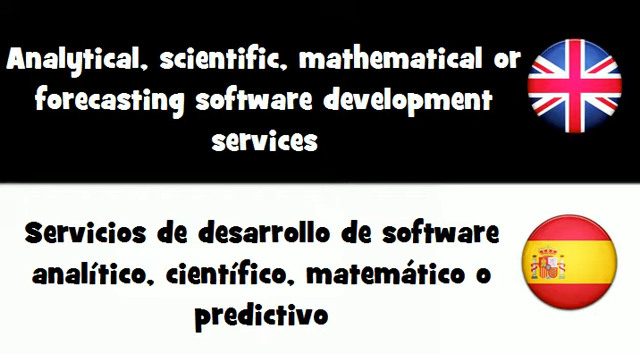 Analytical, scientific, mathematical or
forecasting software development
services
Servicios de desarrollo de software
analítico, científico, matemático o
predictivo